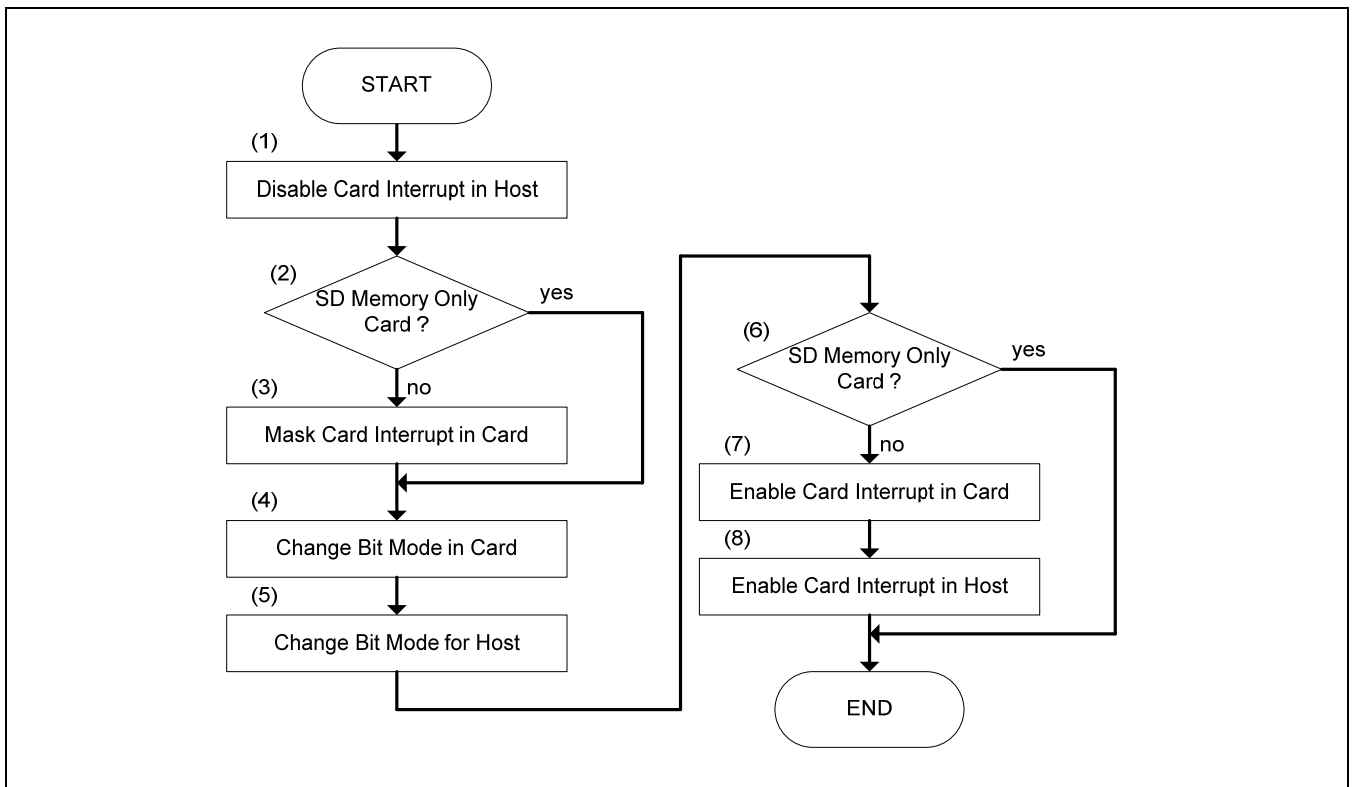 START
(1)
Disable Card Interrupt in Host
(2)
SD Memory Only
Card ?
yes
no
(3)
Mask Card Interrupt in Card
(4)
Change Bit Mode in Card
(5)
Change Bit Mode for Host
(6)
SD Memory Only
Card ?
yes
no
(7)
Enable Card Interrupt in Card
(8)
Enable Card Interrupt in Host
END